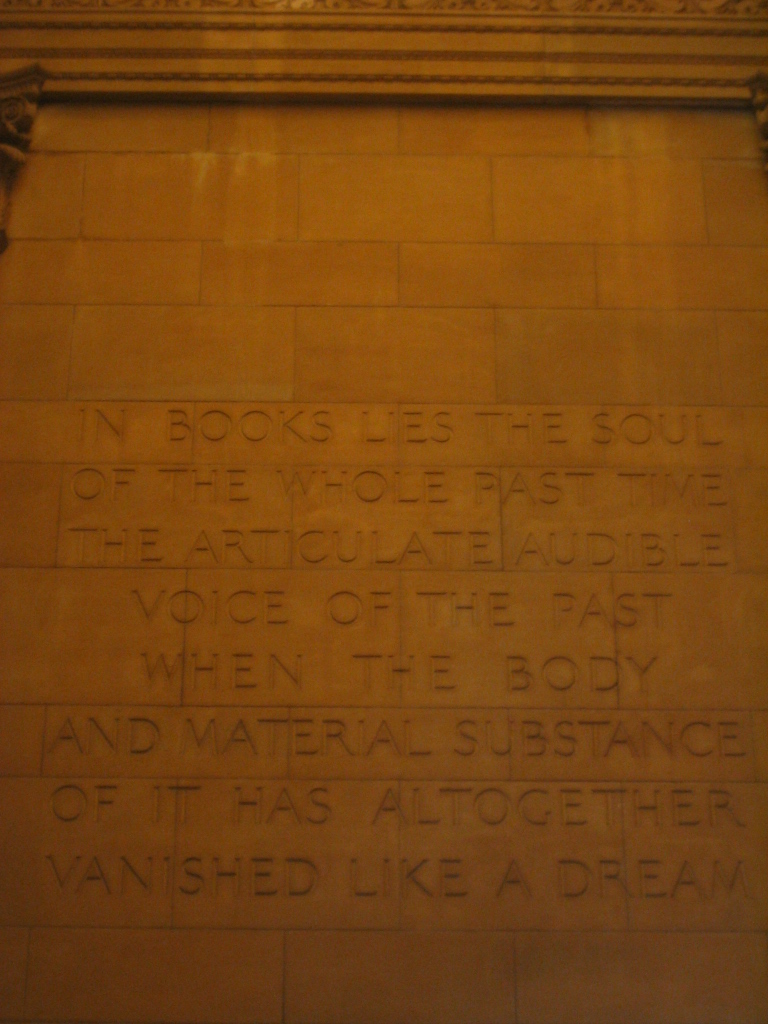 IN BOOKS LIES THE SOUL
OF THE WHOLE PAST TIME
THE ARTICULATE AUDIBLE
VOICE OF THE PAST
WHEN THE BODY
AND MATERIAL SUBSTANCE
OF IT HAS ALTOGETHER
VANISHED LIKE A DREAM